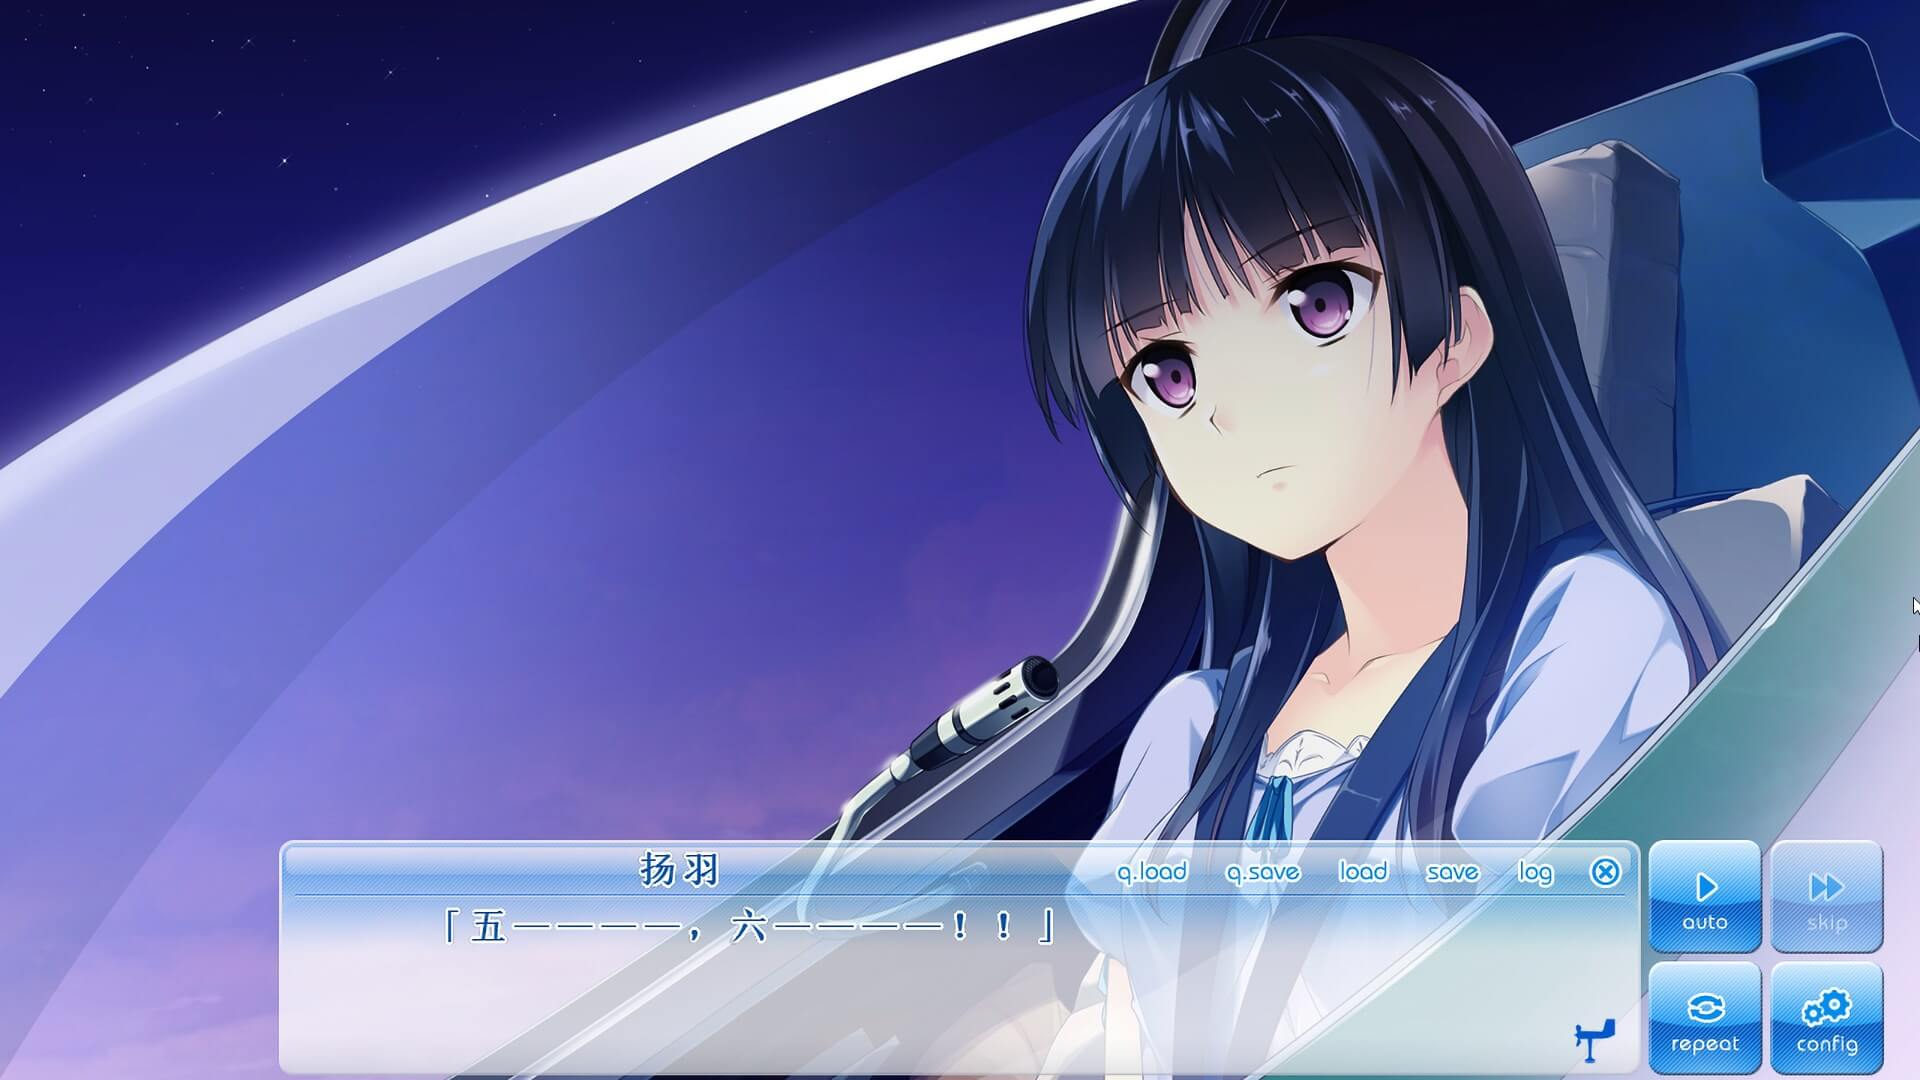 扬羽
q.load q.save load save log
「五————，六————！！」
auto
skip
repeat
config